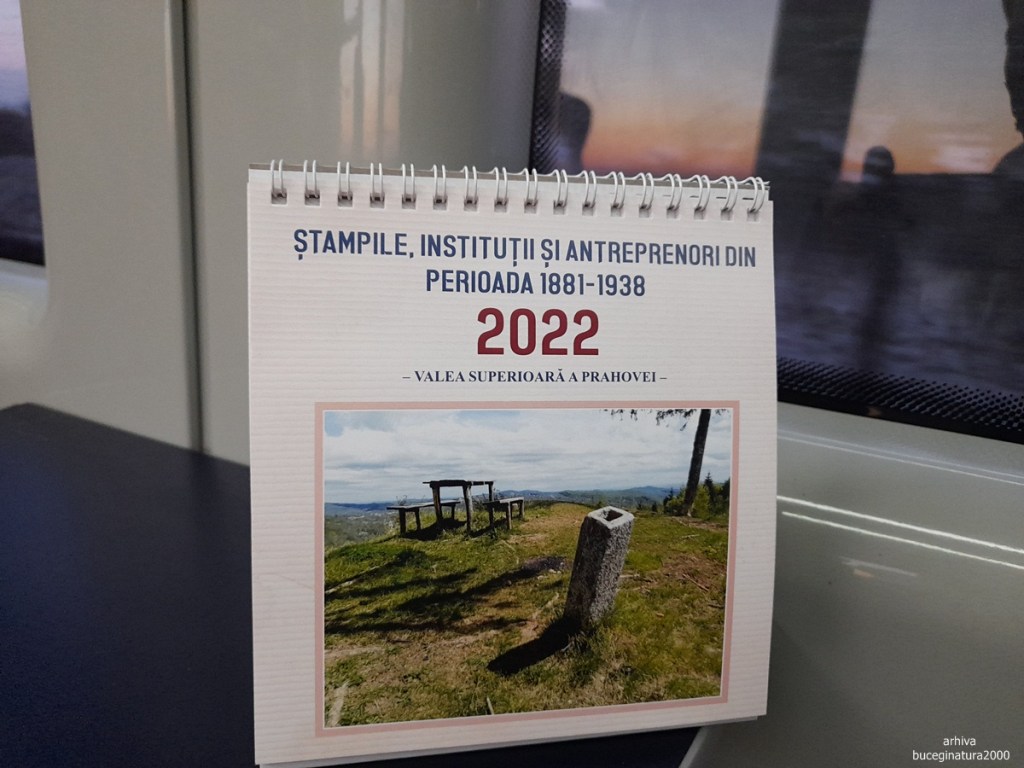 ȘTAMPILE, INSTITUȚII ȘI ANTREPRENORI DIN
PERIOADA 1881-1938
2022
– VALEA SUPERIOARĂ A PRAHOVEI –
arhiva
buceginatura2000